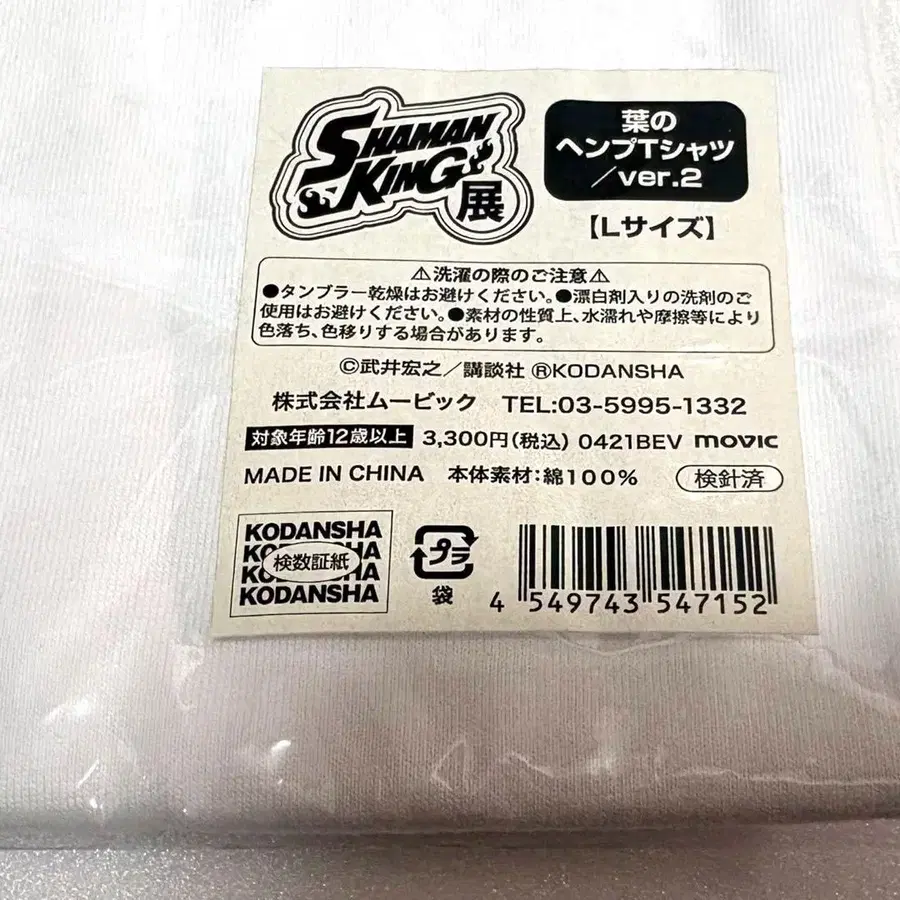 SHAMAN
KING
展
葉の
ヘンプTシャツ
／ver.2
【Lサイズ】
⚠洗濯の際のご注意⚠
●タンブラー乾燥はお避けください。●漂白剤入りの洗剤のご
使用はお避けください。●素材の性質上、水濡れや摩擦等により
色落ち、色移りする場合があります。
©武井宏之／講談社 ®KODANSHA
株式会社ムービック TEL:03-5995-1332
対象年齢12歳以上 3,300円(税込) 0421BEV movic
MADE IN CHINA 本体素材：綿100% 検針済
KODANSHA
KODANSHA
検数証紙
KODANSHA
KODANSHA
プラ
袋
4 549743 547152